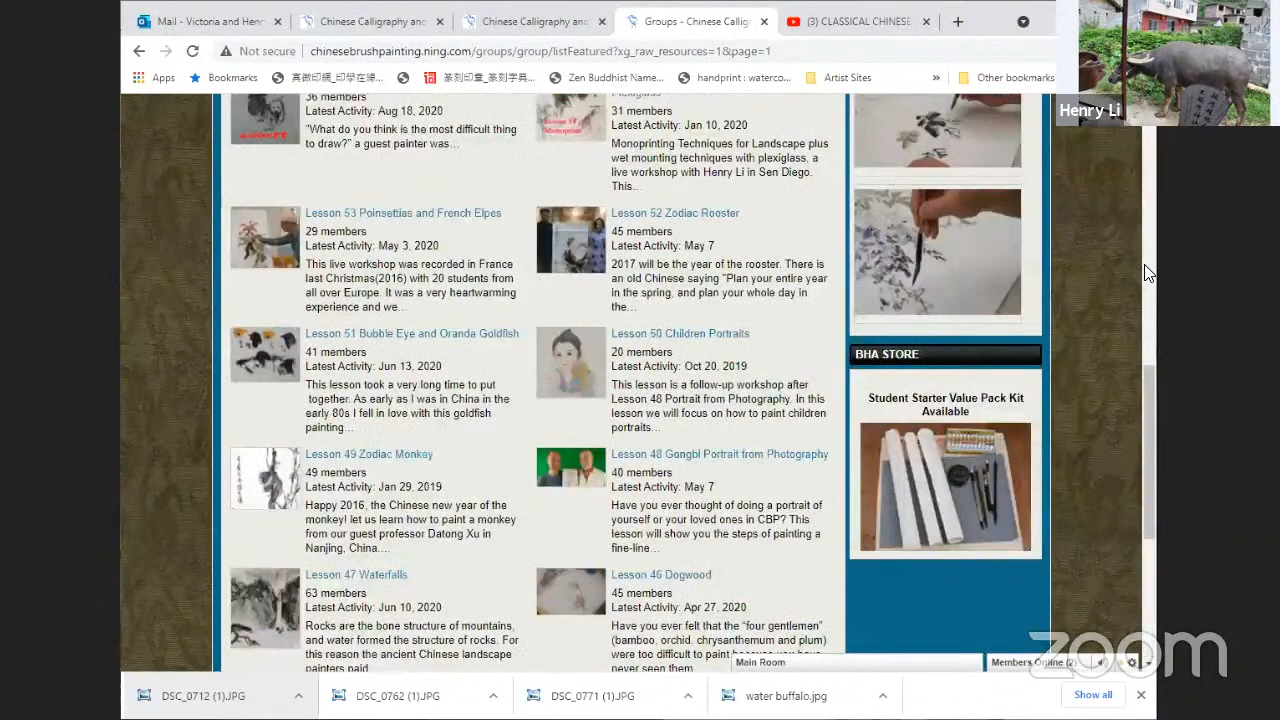 Mail - Victoria and Henr
Chinese Calligraphy an
Chinese Calligraphy an
Groups - Chinese Callig
(3) CLASSICAL CHINESE
Not secure
chinesebrushpainting.ning.com/groups/group/listFeatured?xg_raw_resources=1&page=1
Apps
Bookmarks
Zen Buddhist Name...
handprint : waterco...
Artist Sites
»
Other bookmarks
Henry Li
36 members
Latest Activity: Aug 18, 2020
"What do you think is the most difficult thing
to draw?" a guest painter was...
Plexiglass
31 members
Latest Activity: Jan 10, 2020
Monoprinting Techniques for Landscape plus
wet mounting techniques with plexiglass, a
live workshop with Henry Li in Sen Diego.
This..
Lesson 53 Poinsettias and French Elpes
29 members
Latest Activity: May 3, 2020
This live workshop was recorded in France
last Christmas(2016) with 20 students from
all over Europe. It was a very heartwarming
experience and we...
Lesson 52 Zodiac Rooster
45 members
Latest Activity: May 7
2017 will be the year of the rooster. There is
an old Chinese saying "Plan your entire year
in the spring, and plan your whole day in
the...
Lesson 51 Bubble Eye and Oranda Goldfish
41 members
Latest Activity: Jun 13, 2020
This lesson took a very long time to put
together. As early as I was in China in the
early 80s I fell in love with this goldfish
painting...
Lesson 50 Children Portraits
20 members
Latest Activity: Oct 20, 2019
This lesson is a follow-up workshop after
Lesson 48 Portrait from Photography. In this
lesson we will focus on how to paint children
portraits...
Lesson 49 Zodiac Monkey
49 members
Latest Activity: Jan 29, 2019
Happy 2016, the Chinese new year of the
monkey! let us learn how to paint a monkey
from our guest professor Datong Xu in
Nanjing, China....
Lesson 48 Gongbi Portrait from Photography
40 members
Latest Activity: May 7
Have you ever thought of doing a portrait of
yourself or your loved ones in CBP? This
lesson will show you the steps of painting a
fine-line...
Lesson 47 Waterfalls
63 members
Latest Activity: Jun 10, 2020
Rocks are the bone structure of mountains,
and water formed the structure of rocks. For
this reason the ancient Chinese landscape
painters paid
Lesson 46 Dogwood
45 members
Latest Activity: Apr 27, 2020
Have you ever felt that the "four gentlemen"
(bamboo, orchid, chrysanthemum and plum)
were too difficult to paint because you have
never seen them
BHA STORE
Student Starter Value Pack Kit
Available
Main Room
Members Online (2)
zoom
DSC_0712 (1).JPG
DSC_0762 (1).JPG
DSC_0771 (1).JPG
water buffalo.jpg
Show all